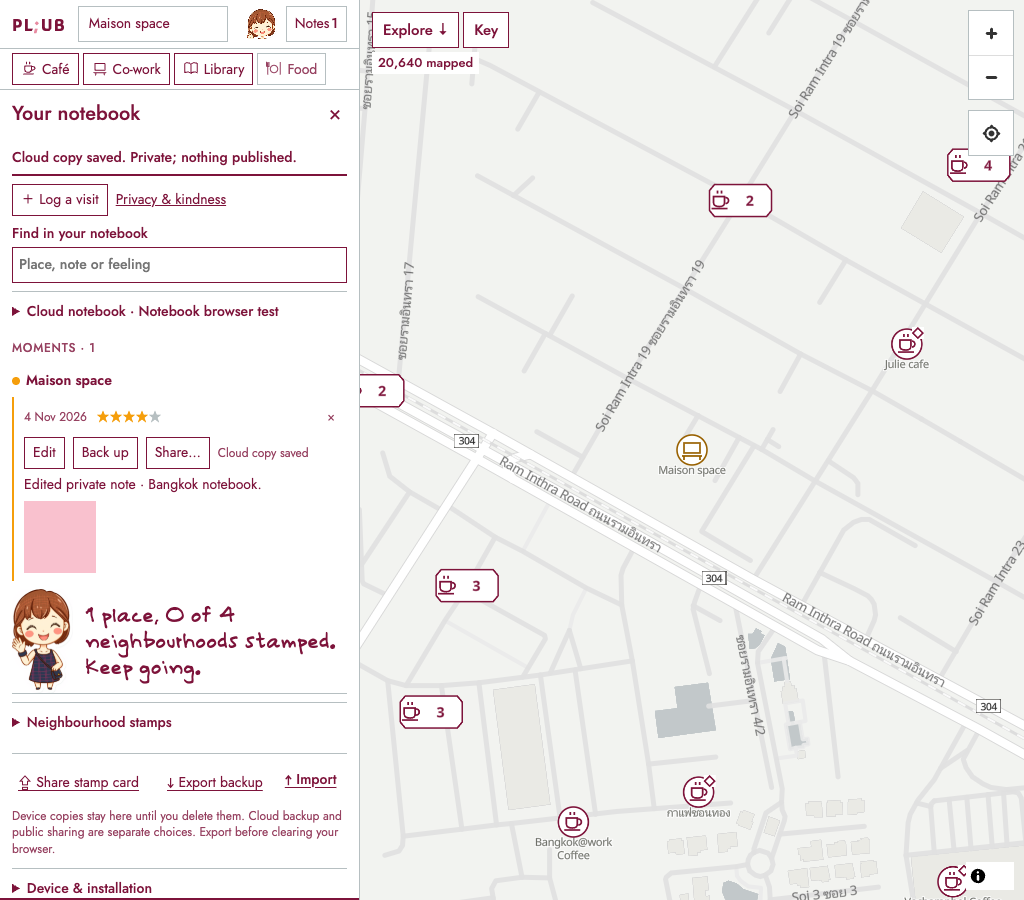 PL:UB
Maison space
Notes 1
Café
Co-work
Library
Food
Your notebook
×
Cloud copy saved. Private; nothing published.
+ Log a visit
Privacy & kindness
Find in your notebook
Place, note or feeling
Cloud notebook · Notebook browser test
MOMENTS · 1
Maison space
4 Nov 2026
×
Edit
Back up
Share…
Cloud copy saved
Edited private note · Bangkok notebook.
1 place, 0 of 4
neighbourhoods stamped.
Keep going.
Neighbourhood stamps
Share stamp card
↓ Export backup
↑ Import
Device copies stay here until you delete them. Cloud backup and
public sharing are separate choices. Export before clearing your
browser.
Device & installation
Explore ↓
Key
20,640 mapped
+
−
Soi Ram Intra 19 ซอยราม
4
2
Soi Ram Intra 19 ซอยรามอินทรา 19
ซอยรามอินทรา 17
Julie cafe
2
304
Maison space
Ram Inthra Road ถนนรามอินทรา
304
3
Soi Ram Intra 23
Ram Inthra Road ถนนรามอินทรา
ซอยรามอินทรา 4/2
304
3
กาแฟซอนทอง
Bangkok@work
Coffee
Soi 3 ซอย 3